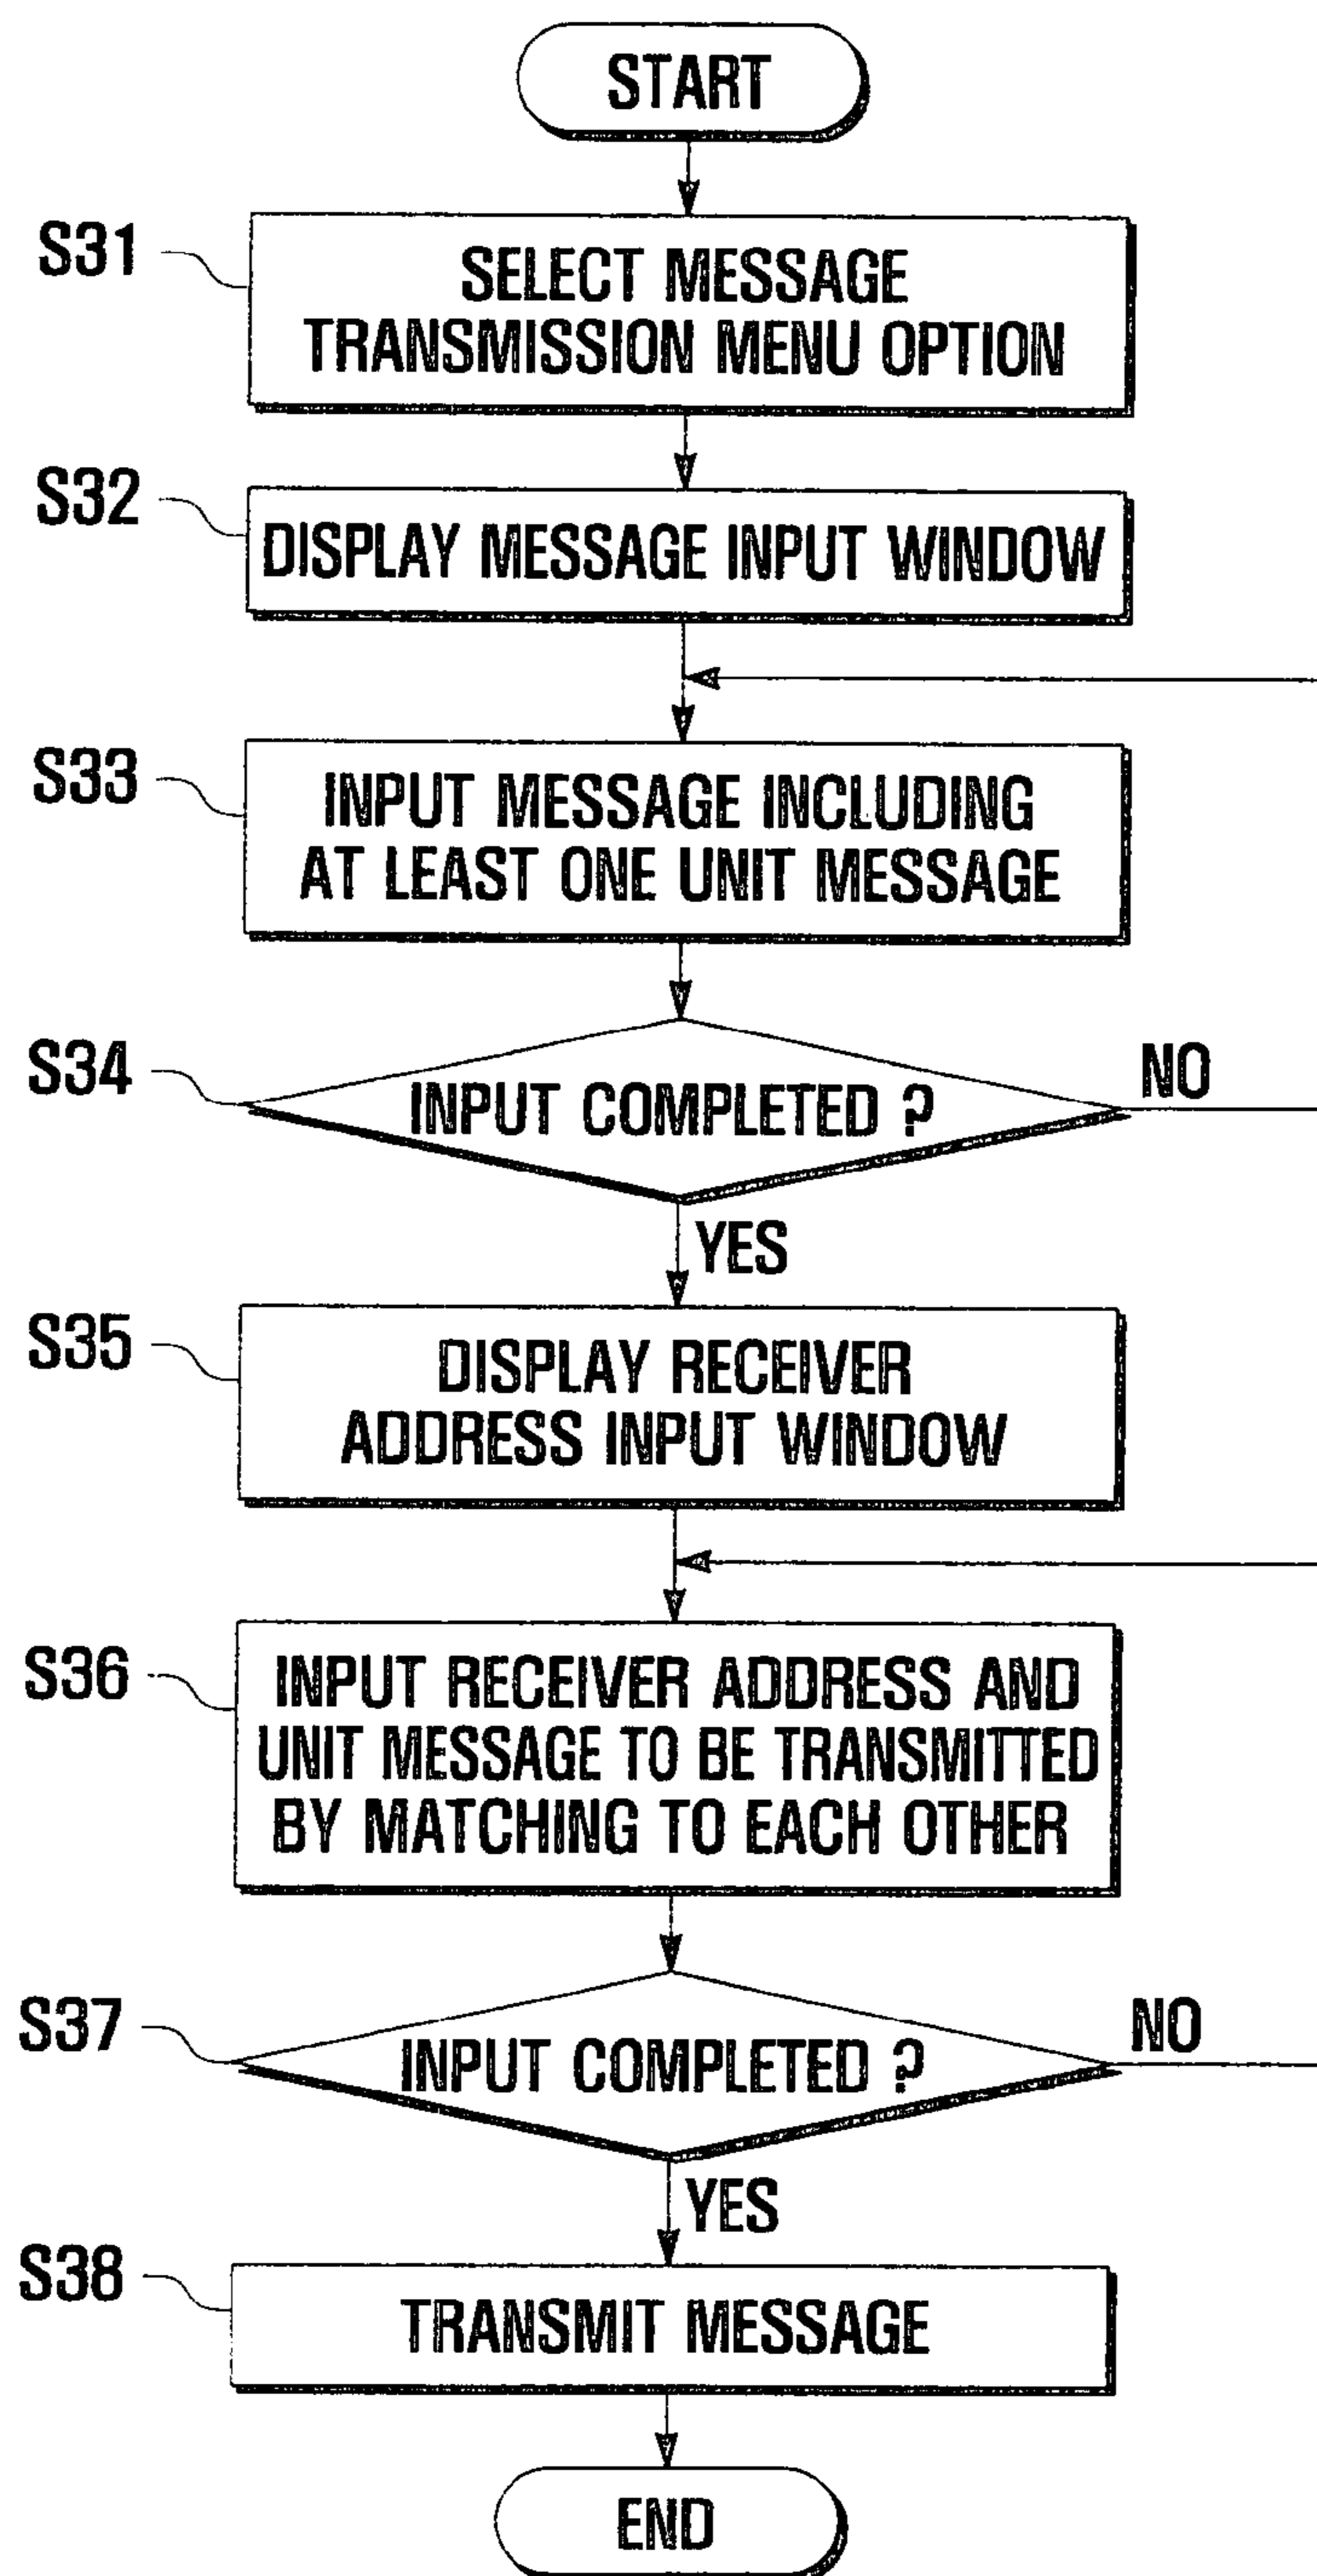 START
S31
SELECT MESSAGE
TRANSMISSION MENU OPTION
S32
DISPLAY MESSAGE INPUT WINDOW
S33
INPUT MESSAGE INCLUDING
AT LEAST ONE UNIT MESSAGE
S34
INPUT COMPLETED ?
NO
YES
S35
DISPLAY RECEIVER
ADDRESS INPUT WINDOW
S36
INPUT RECEIVER ADDRESS AND
UNIT MESSAGE TO BE TRANSMITTED
BY MATCHING TO EACH OTHER
S37
INPUT COMPLETED ?
NO
YES
S38
TRANSMIT MESSAGE
END